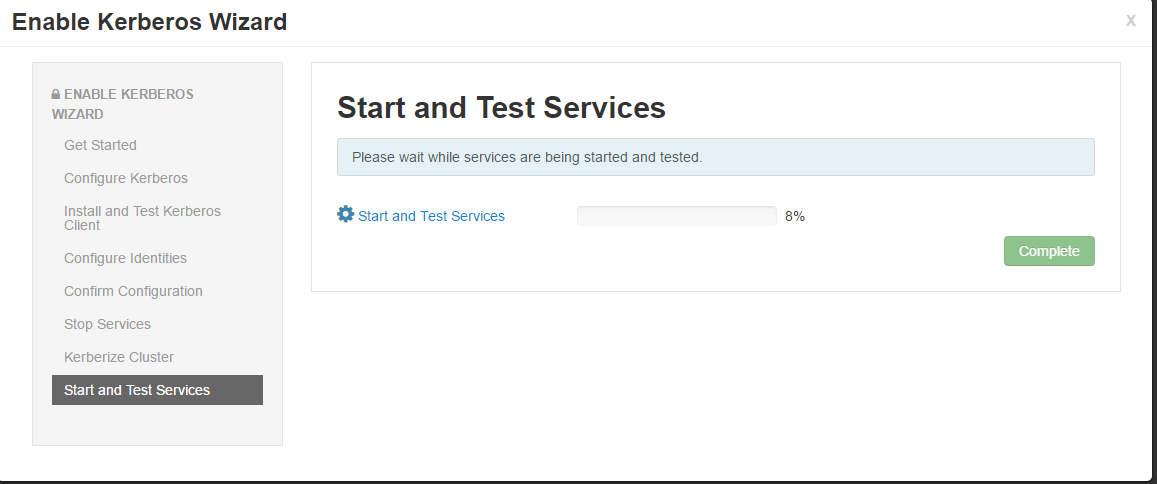 Enable Kerberos Wizard
X
ENABLE KERBEROS
WIZARD
Get Started
Configure Kerberos
Install and Test Kerberos
Client
Configure Identities
Confirm Configuration
Stop Services
Kerberize Cluster
Start and Test Services
Start and Test Services
Please wait while services are being started and tested.
Start and Test Services 8%
Complete